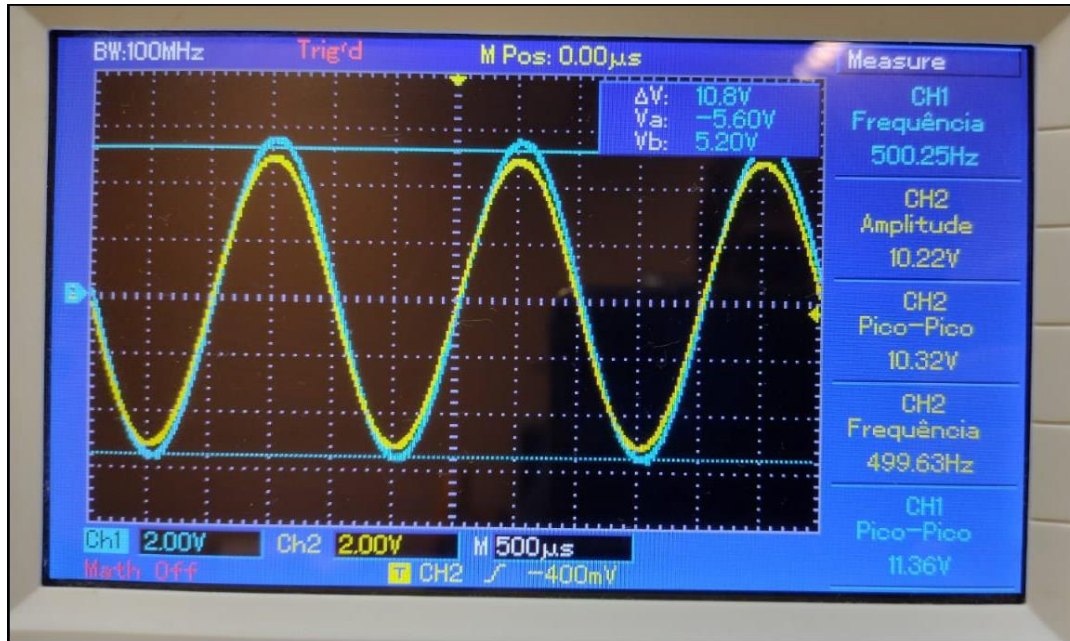 BW:100MHz Trig'd M Pos: 0.00μs Measure
ΔV: 10.8V
Va: -5.60V
Vb: 5.20V
CH1
Frequência
500.25Hz
CH2
Amplitude
10.22V
CH2
Pico-Pico
10.32V
CH2
Frequência
499.63Hz
CH1
Pico-Pico
11.36V
2
Ch1 2.00V Ch2 2.00V M 500μs
Math Off T CH2 -400mV